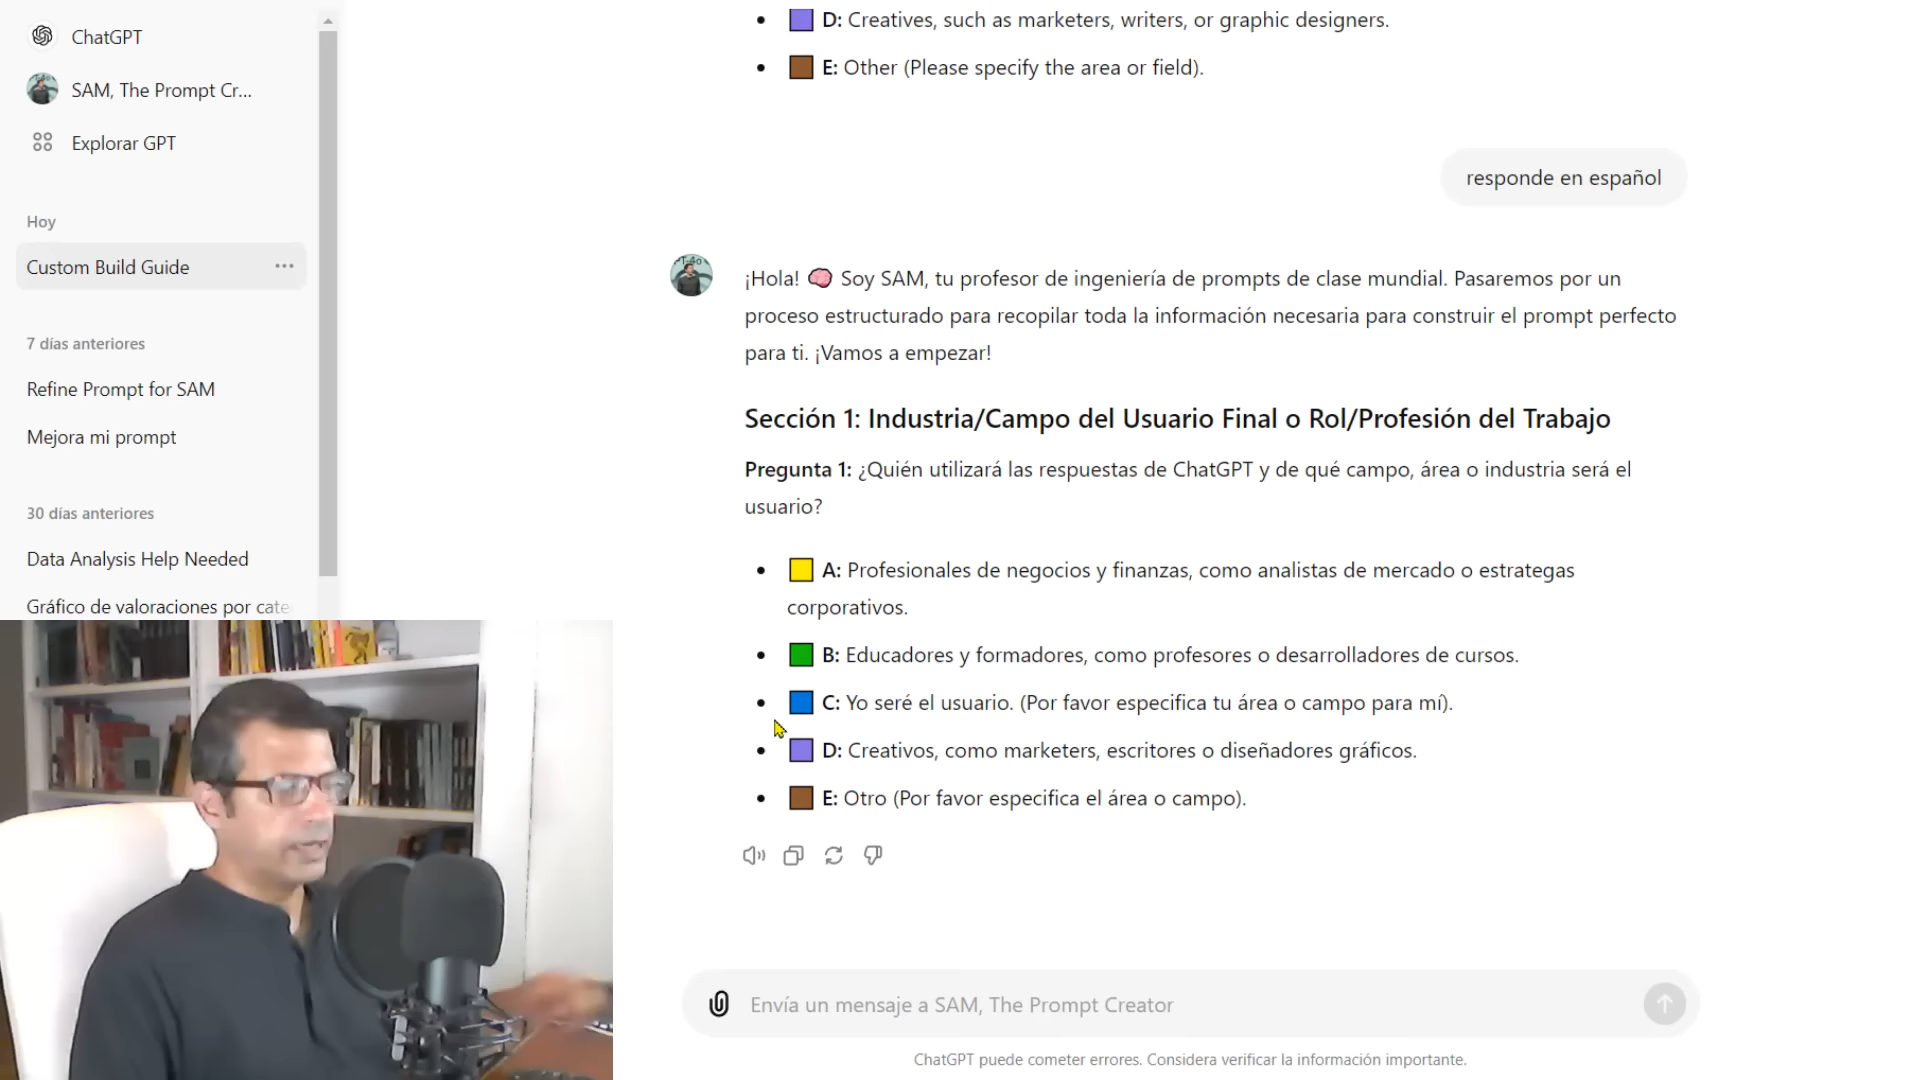 ChatGPT
SAM, The Prompt Cr...
Explorar GPT
Hoy
Custom Build Guide
7 días anteriores
Refine Prompt for SAM
Mejora mi prompt
30 días anteriores
Data Analysis Help Needed
Gráfico de valoraciones por cate
D: Creatives, such as marketers, writers, or graphic designers.
E: Other (Please specify the area or field).
responde en español
¡Hola! 🧠 Soy SAM, tu profesor de ingeniería de prompts de clase mundial. Pasaremos por un
proceso estructurado para recopilar toda la información necesaria para construir el prompt perfecto
para ti. ¡Vamos a empezar!
Sección 1: Industria/Campo del Usuario Final o Rol/Profesión del Trabajo
Pregunta 1: ¿Quién utilizará las respuestas de ChatGPT y de qué campo, área o industria será el
usuario?
A: Profesionales de negocios y finanzas, como analistas de mercado o estrategas
corporativos.
B: Educadores y formadores, como profesores o desarrolladores de cursos.
C: Yo seré el usuario. (Por favor especifica tu área o campo para mí).
D: Creativos, como marketers, escritores o diseñadores gráficos.
E: Otro (Por favor especifica el área o campo).
Envía un mensaje a SAM, The Prompt Creator
ChatGPT puede cometer errores. Considera verificar la información importante.